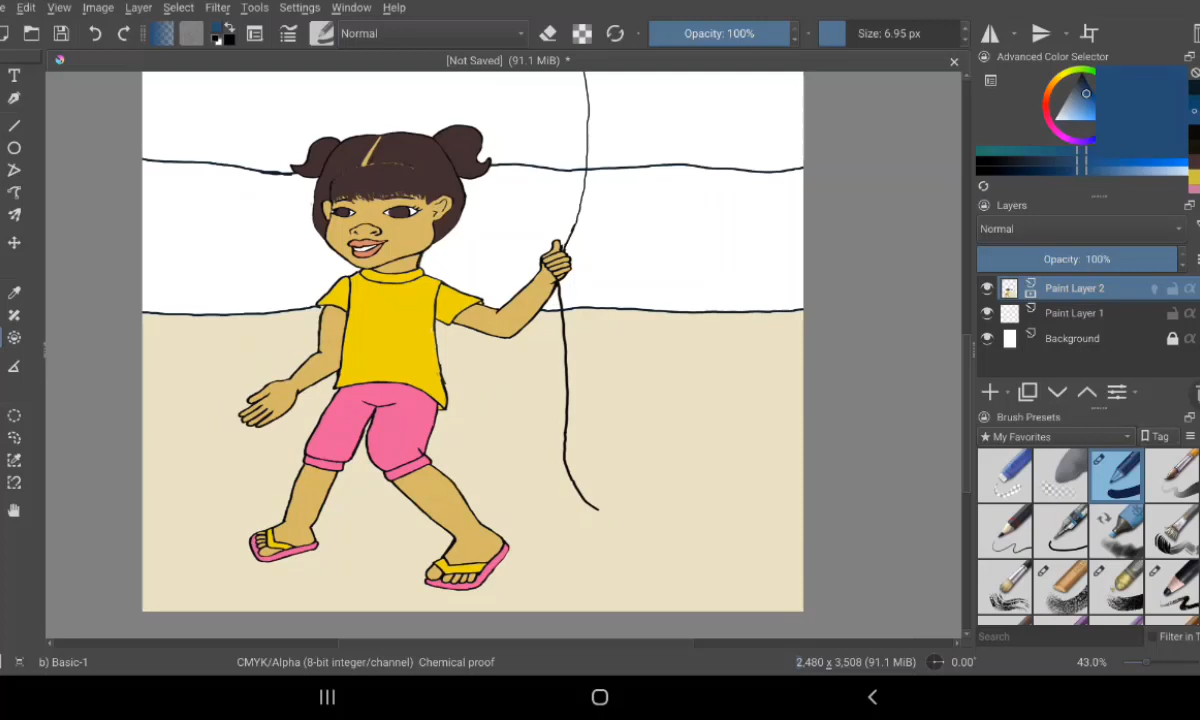 e Edit View Image Layer Select Filter Tools Settings Window Help
Normal Opacity: 100% Size: 6.95 px
[Not Saved] (91.1 MiB) *
Advanced Color Selector
Layers
Normal
Opacity: 100%
Paint Layer 2
Paint Layer 1
Background
Brush Presets
★ My Favorites Tag
Search Filter in T
b) Basic-1 CMYK/Alpha (8-bit integer/channel) Chemical proof 2,480 x 3,508 (91.1 MiB) 0.00° 43.0%